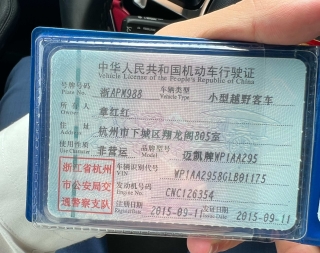 中华人民共和国机动车行驶证
Vehicle License of the People's Republic of China
号牌号码 浙APW988 车辆类型 小型越野客车
Plate No. Vehicle Type
所有人 章红红
Owner
住址 杭州市下城区翔龙阁805室
Address
使用性质 非营运 品牌型号 迈凯牌WP1AA295
Use Character Model
浙江省杭州
市公安局交
通警察支队
车辆识别代号 WP1AA2958GLB01175
VIN
发动机号码 CNC126354
Engine No.
注册日期 2015-09-11 发证日期 2015-09-11
Register Date Issue Date